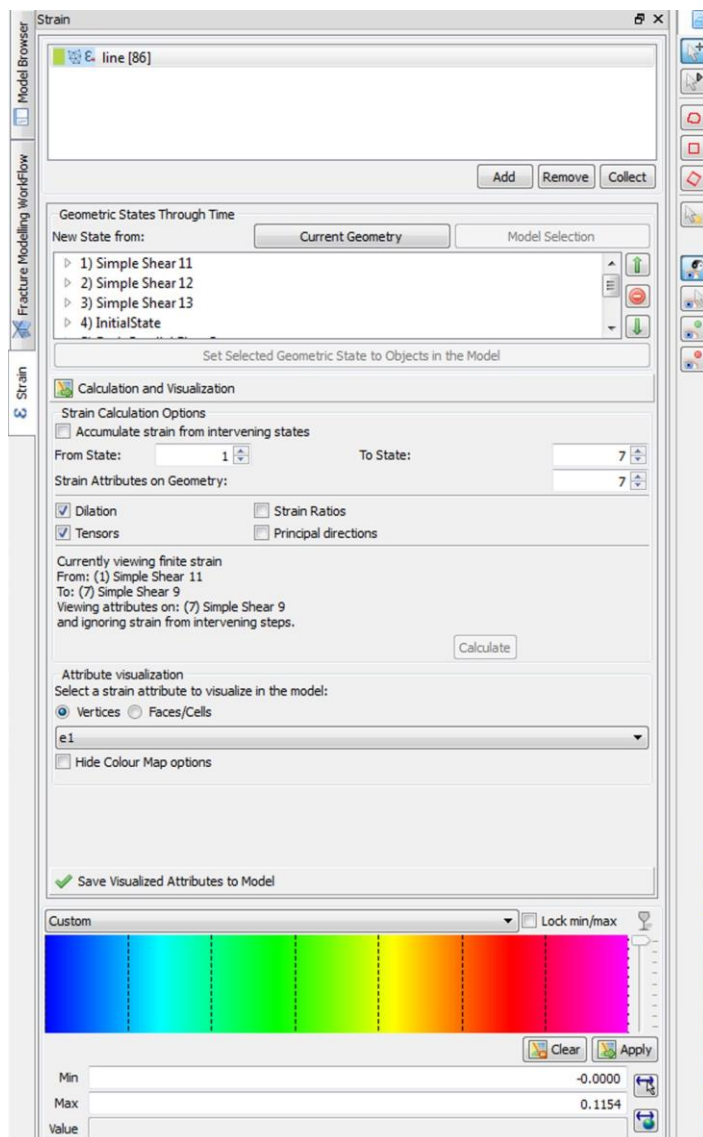 Strain
Model Browser
Fracture Modelling WorkFlow
Strain
line [86]
Add Remove Collect
Geometric States Through Time
New State from: Current Geometry Model Selection
1) Simple Shear 11
2) Simple Shear 12
3) Simple Shear 13
4) InitialState
Set Selected Geometric State to Objects in the Model
Calculation and Visualization
Strain Calculation Options
Accumulate strain from intervening states
From State: 1 To State: 7
Strain Attributes on Geometry: 7
Dilation Strain Ratios
Tensors Principal directions
Currently viewing finite strain
From: (1) Simple Shear 11
To: (7) Simple Shear 9
Viewing attributes on: (7) Simple Shear 9
and ignoring strain from intervening steps.
Calculate
Attribute visualization
Select a strain attribute to visualize in the model:
Vertices Faces/Cells
e1
Hide Colour Map options
Save Visualized Attributes to Model
Custom Lock min/max
Clear Apply
Min -0.0000
Max 0.1154
Value